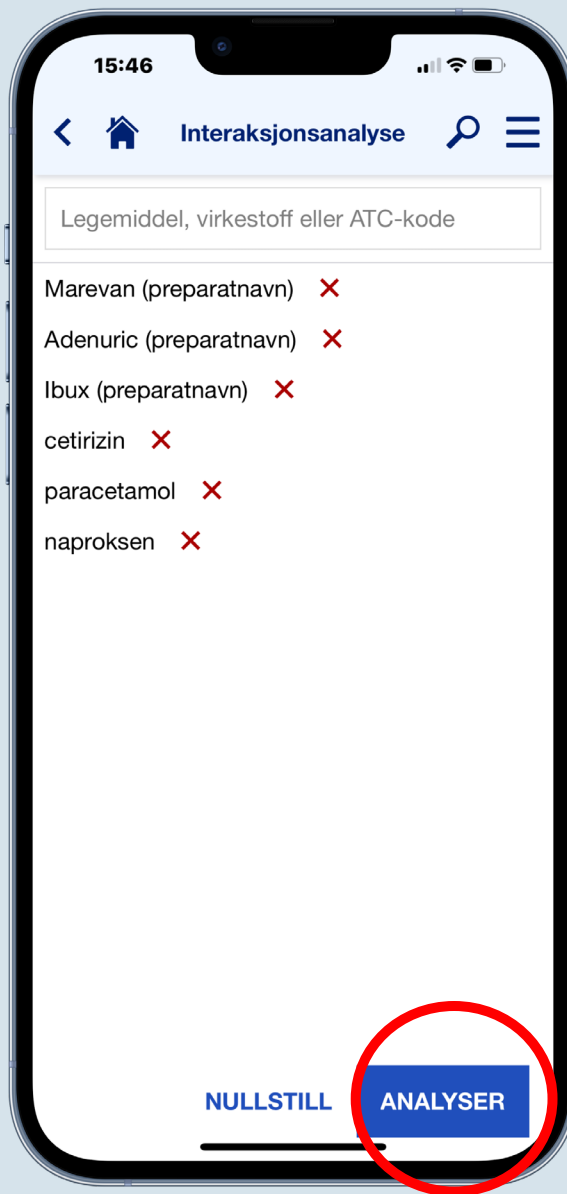 15:46
Interaksjonsanalyse
Legemiddel, virkestoff eller ATC-kode
Marevan (preparatnavn)
Adenuric (preparatnavn)
Ibux (preparatnavn)
cetirizin
paracetamol
naproksen
NULLSTILL ANALYSER